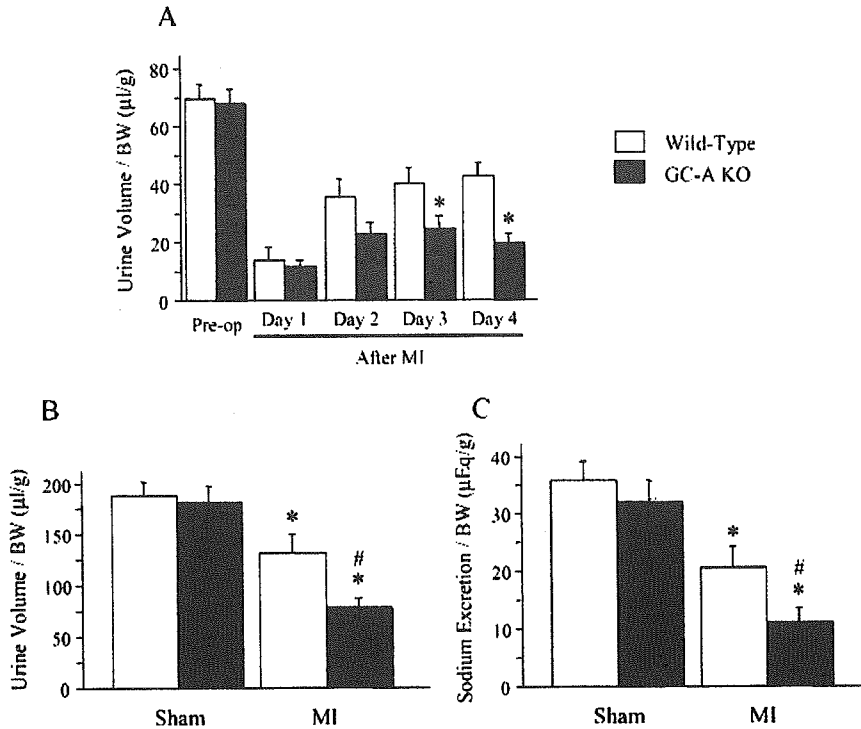 A
Urine Volume / BW (µl/g)
80
60
40
20
0
Pre-op
Day 1
Day 2
Day 3
Day 4
After MI
*
*
Wild-Type
GC-A KO
B
Urine Volume / BW (µl/g)
200
150
100
50
0
*
#
*
Sham
MI
C
Sodium Excretion / BW (µEq/g)
40
30
20
10
0
*
#
*
Sham
MI